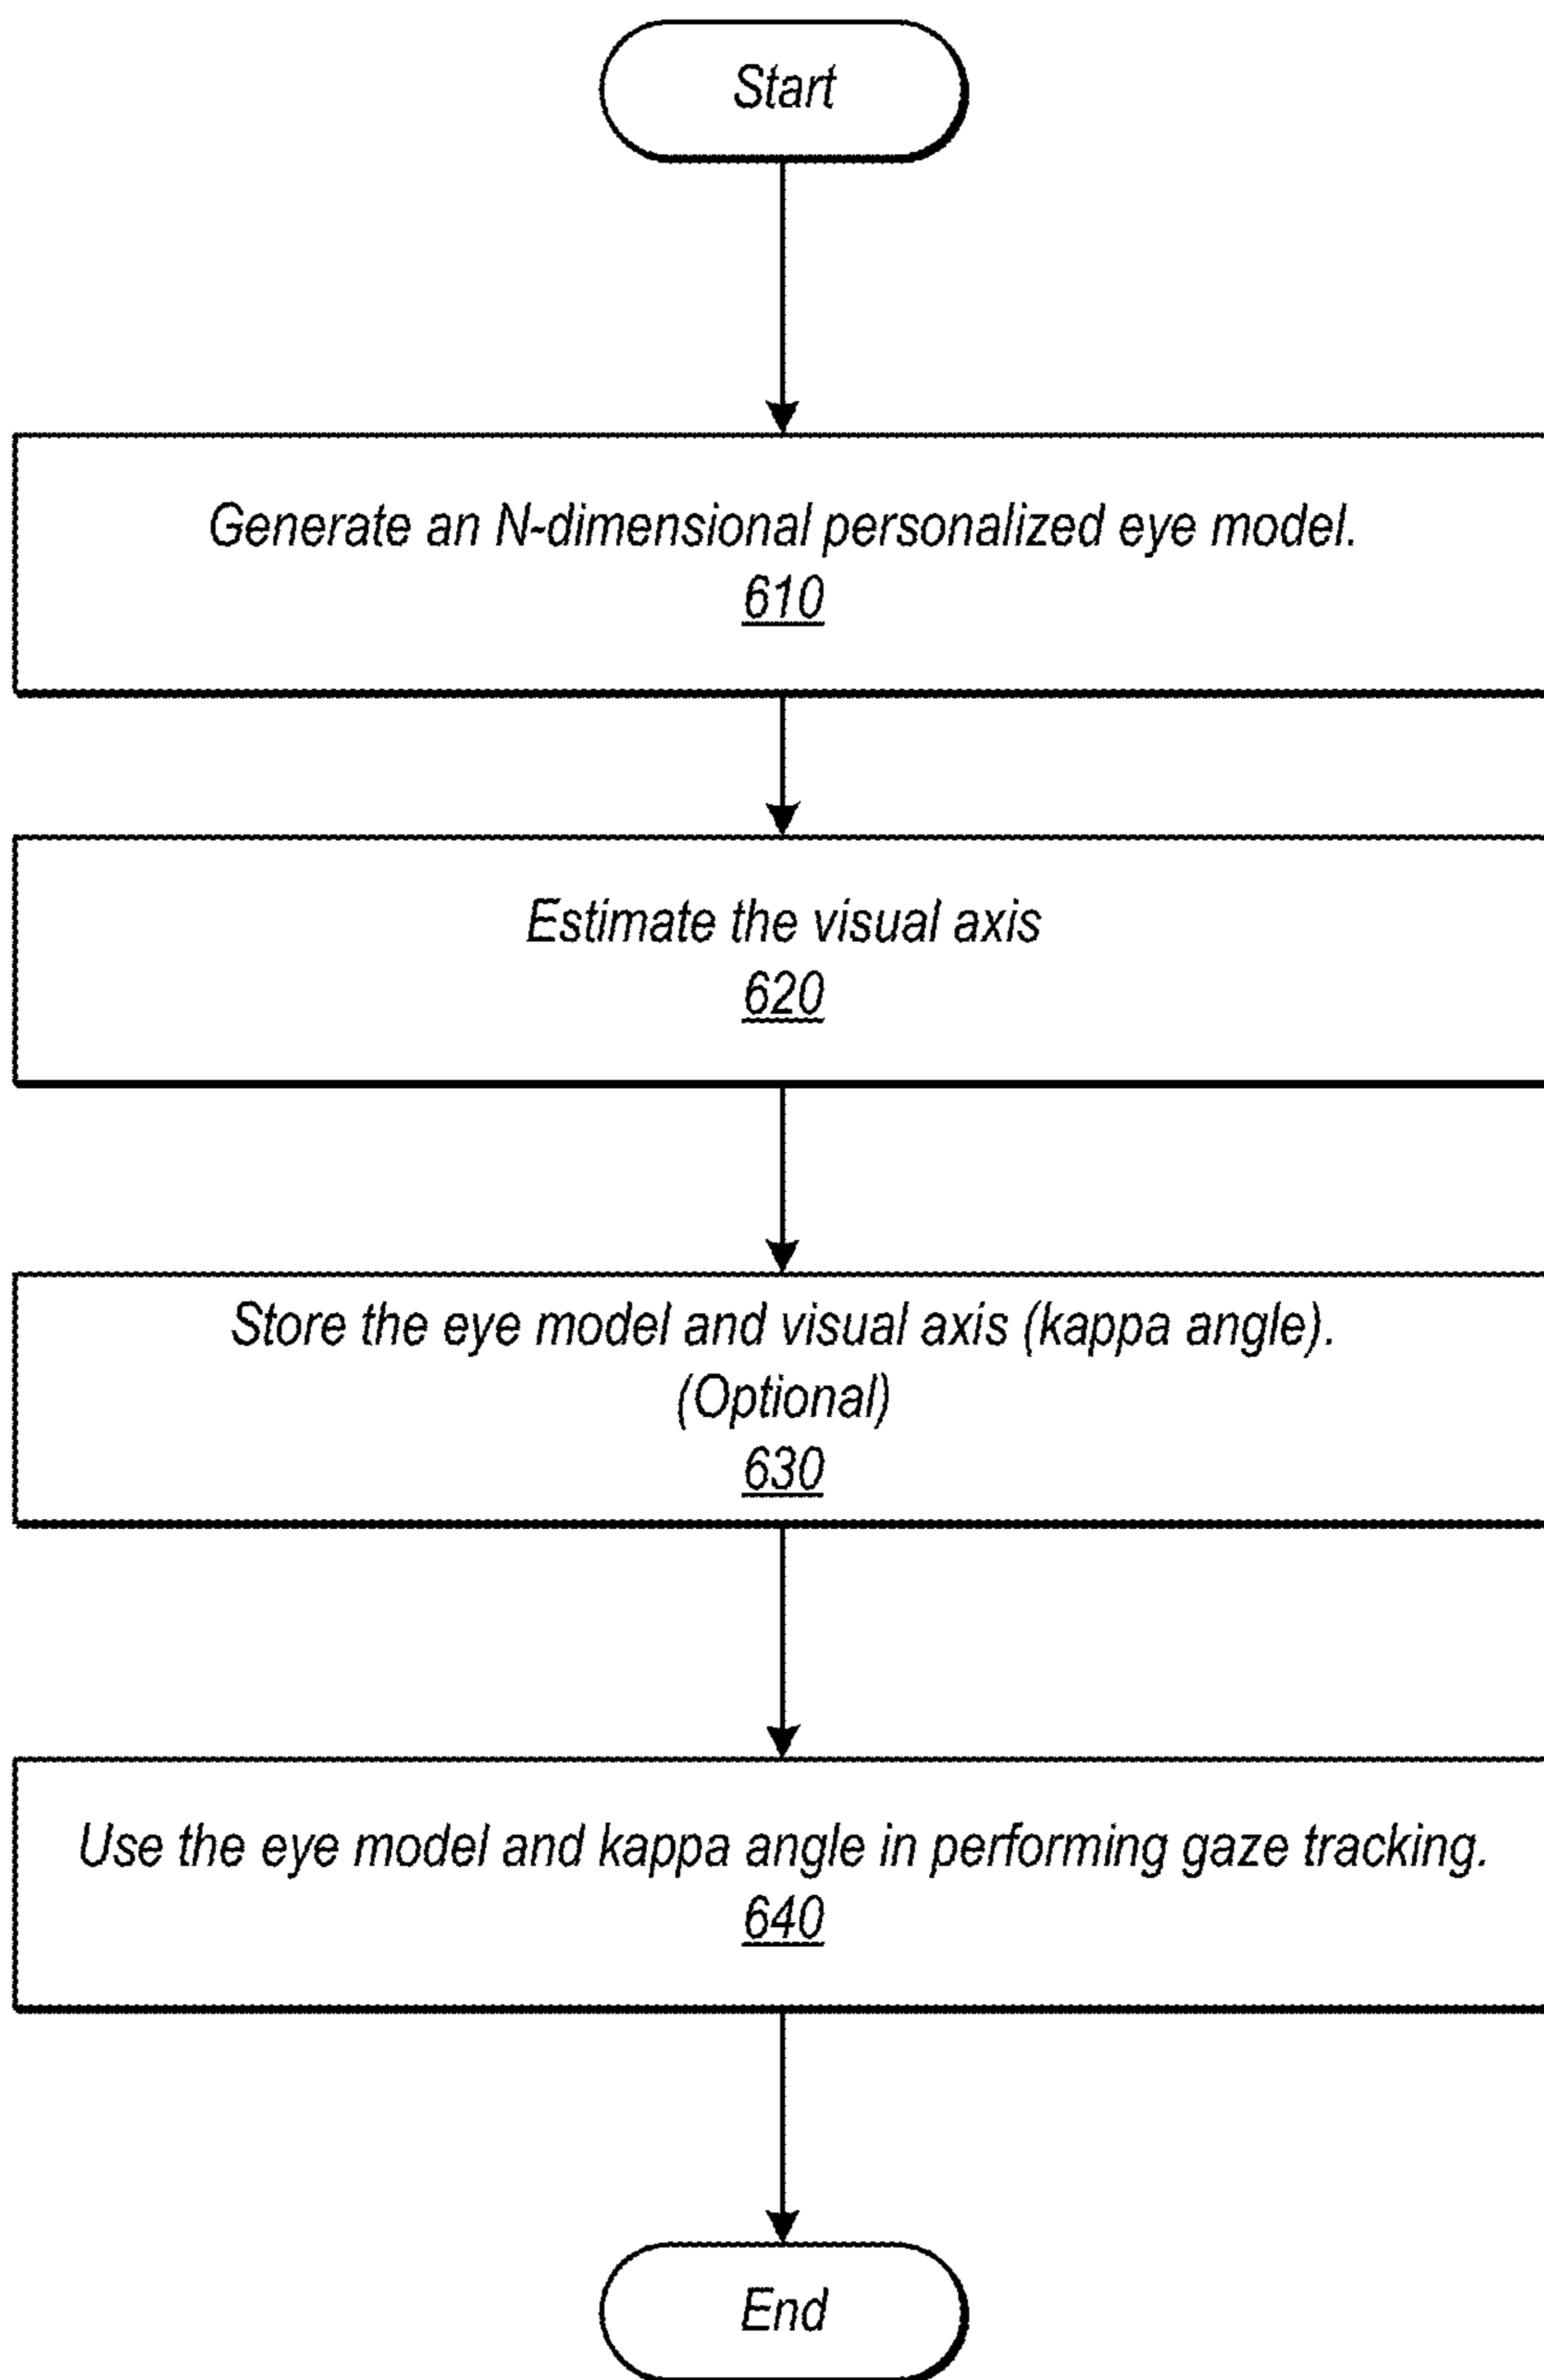 Start
Generate an N-dimensional personalized eye model.
610
Estimate the visual axis
620
Store the eye model and visual axis (kappa angle).
(Optional)
630
Use the eye model and kappa angle in performing gaze tracking.
640
End